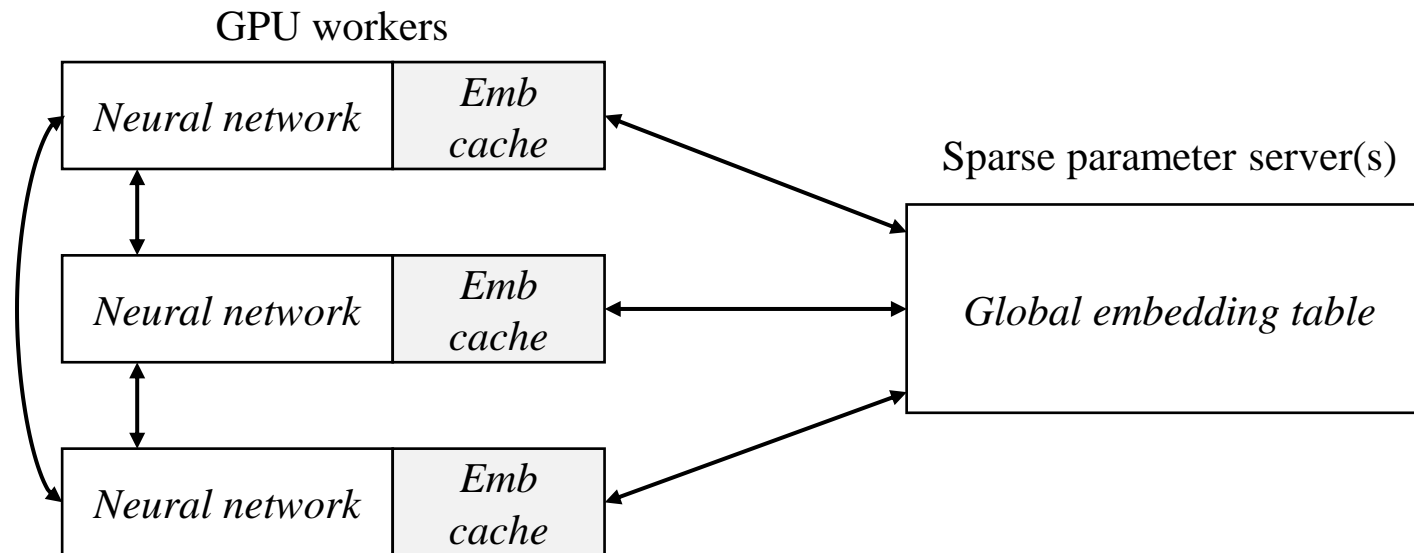 GPU workers
Neural network
Emb
cache
Sparse parameter server(s)
Neural network
Emb
cache
Global embedding table
Neural network
Emb
cache